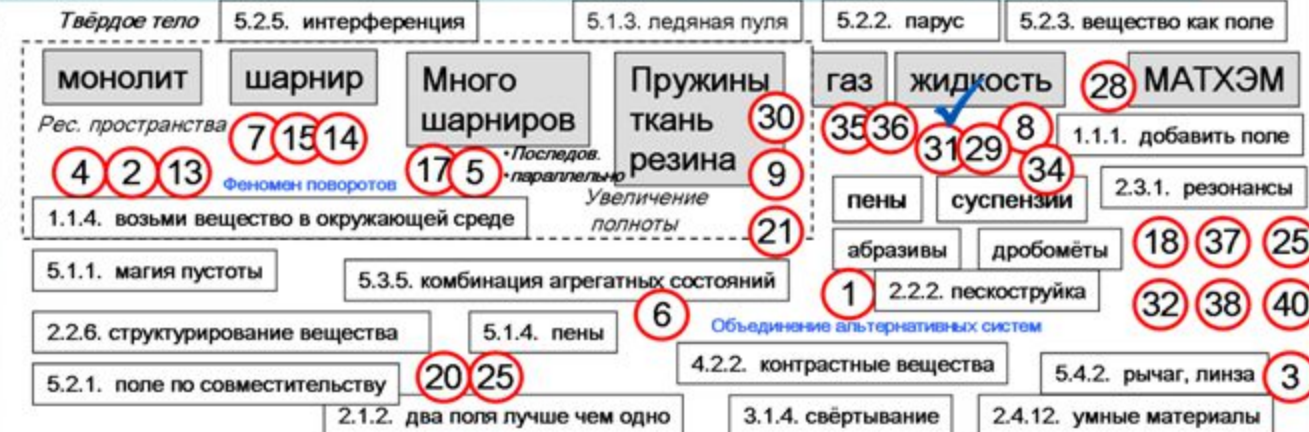 Твёрдое тело
5.2.5. интерференция
5.1.3. ледяная пуля
5.2.2. парус
5.2.3. вещество как поле
монолит
шарнир
Много
шарниров
Пружины
ткань
резина
газ
жидкость
28
МАТХЭМ
Рес. пространства
7 15 14
30
35 36
31 29
8
34
1.1.1. добавить поле
4 2 13
Феномен поворотов
17 5
•Последов.
•параллельно
9
Увеличение
полноты
21
пены
суспензии
2.3.1. резонансы
1.1.4. возьми вещество в окружающей среде
абразивы
дробомёты
18 37 25
5.1.1. магия пустоты
5.3.5. комбинация агрегатных состояний
1
2.2.2. пескоструйка
32 38 40
6
Объединение альтернативных систем
2.2.6. структурирование вещества
5.1.4. пены
4.2.2. контрастные вещества
5.2.1. поле по совместительству
20 25
5.4.2. рычаг, линза
3
2.1.2. два поля лучше чем одно
3.1.4. свёртывание
2.4.12. умные материалы